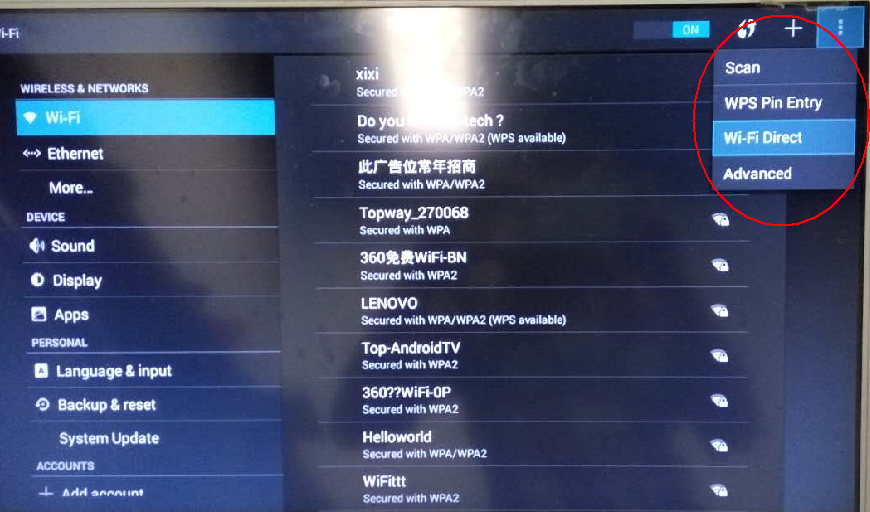 i-Fi
ON
WIRELESS & NETWORKS
Wi-Fi
Ethernet
More...
DEVICE
Sound
Display
Apps
PERSONAL
Language & input
Backup & reset
System Update
ACCOUNTS
Add account
xixi
Secured WPA2
Do you tech ?
Secured with WPA/WPA2 (WPS available)
此广告位常年招商
Secured with WPA/WPA2
Topway_270068
Secured with WPA
360免费WiFi-BN
Secured with WPA2
LENOVO
Secured with WPA/WPA2 (WPS available)
Top-AndroidTV
Secured with WPA2
360??WiFi-0P
Secured with WPA2
Helloworld
Secured with WPA/WPA2
WiFittt
Secured with WPA2
Scan
WPS Pin Entry
Wi-Fi Direct
Advanced